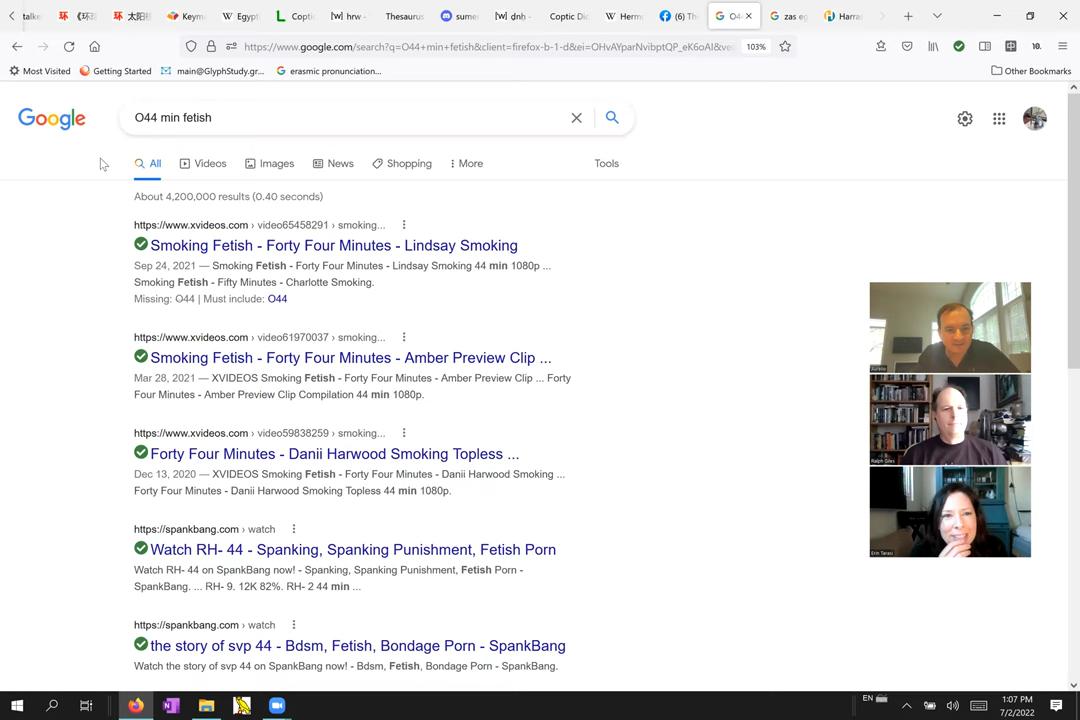 talke
《环
太阳移
Keym
Egypt
Copti
hrw -
Thesaurus
sume
dnh -
Coptic Dic
Herm
(6) Th
O4
zas eg
Harras
https://www.google.com/search?q=O44+min+fetish&client=firefox-b-1-d&ei=OHvAYparNvibptQP_eK6oAI&ve
103%
Most Visited
Getting Started
main@GlyphStudy.gr...
erasmic pronunciation...
Other Bookmarks
Google
O44 min fetish
All
Videos
Images
News
Shopping
More
Tools
About 4,200,000 results (0.40 seconds)
https://www.xvideos.com › video65458291 › smoking...
Smoking Fetish - Forty Four Minutes - Lindsay Smoking
Sep 24, 2021 — Smoking Fetish - Forty Four Minutes - Lindsay Smoking 44 min 1080p ...
Smoking Fetish - Fifty Minutes - Charlotte Smoking.
Missing: O44 | Must include: O44
https://www.xvideos.com › video61970037 › smoking...
Smoking Fetish - Forty Four Minutes - Amber Preview Clip ...
Mar 28, 2021 — XVIDEOS Smoking Fetish - Forty Four Minutes - Amber Preview Clip ... Forty
Four Minutes - Amber Preview Clip Compilation 44 min 1080p.
https://www.xvideos.com › video59838259 › smoking...
Forty Four Minutes - Danii Harwood Smoking Topless ...
Dec 13, 2020 — XVIDEOS Smoking Fetish - Forty Four Minutes - Danii Harwood Smoking ...
Forty Four Minutes - Danii Harwood Smoking Topless 44 min 1080p.
https://spankbang.com › watch
Watch RH- 44 - Spanking, Spanking Punishment, Fetish Porn
Watch RH- 44 on SpankBang now! - Spanking, Spanking Punishment, Fetish Porn -
SpankBang. ... RH- 9. 12K 82%. RH- 2 44 min ...
https://spankbang.com › watch
the story of svp 44 - Bdsm, Fetish, Bondage Porn - SpankBang
Watch the story of svp 44 on SpankBang now! - Bdsm, Fetish, Bondage Porn - SpankBang.
Ralph Giles
Erin Tarasi
EN
1:07 PM
7/2/2022